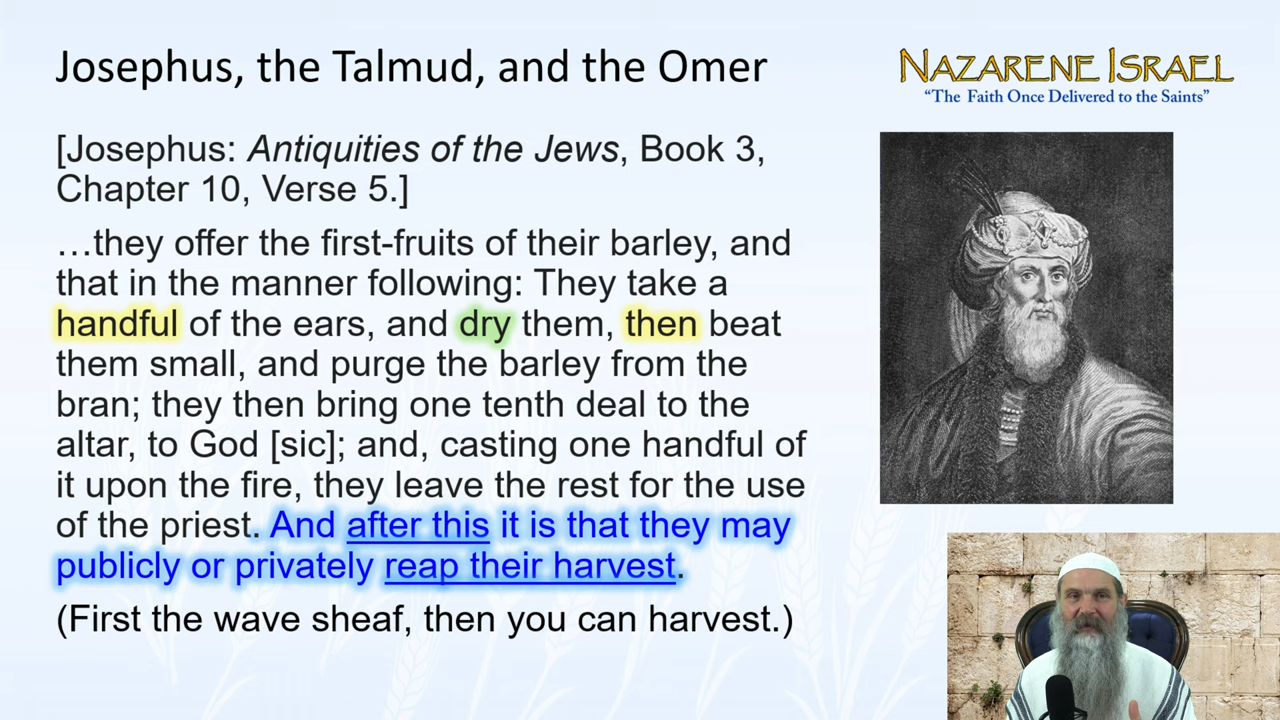 Josephus, the Talmud, and the Omer
NAZARENE ISRAEL
“The Faith Once Delivered to the Saints”
[Josephus: Antiquities of the Jews, Book 3,
Chapter 10, Verse 5.]
…they offer the first-fruits of their barley, and
that in the manner following: They take a
handful of the ears, and dry them, then beat
them small, and purge the barley from the
bran; they then bring one tenth deal to the
altar, to God [sic]; and, casting one handful of
it upon the fire, they leave the rest for the use
of the priest. And after this it is that they may
publicly or privately reap their harvest.
(First the wave sheaf, then you can harvest.)